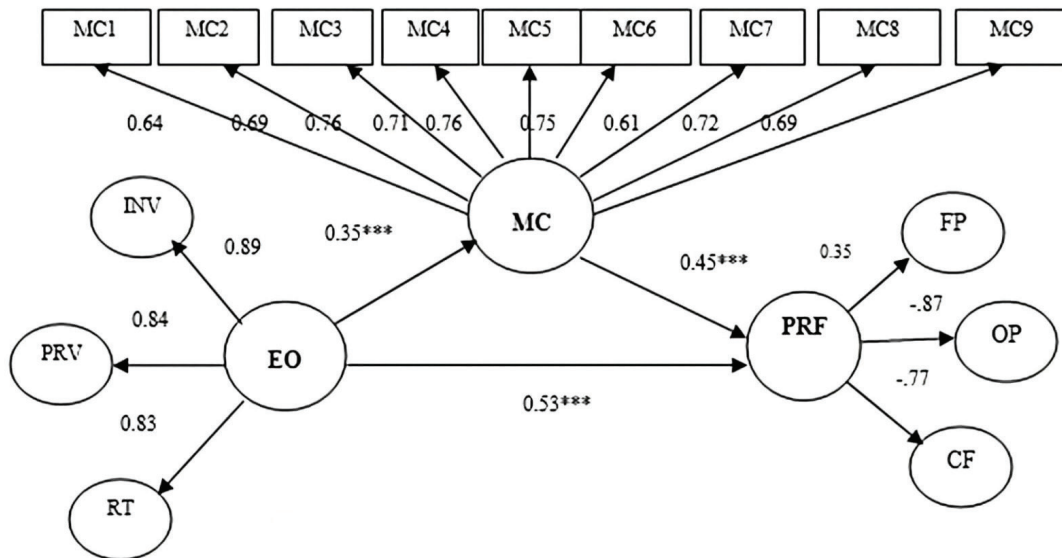 MC1 MC2 MC3 MC4 MC5 MC6 MC7 MC8 MC9
0.64 0.69 0.76 0.71 0.76 0.75 0.61 0.72 0.69
INV
0.89
0.35***
MC
0.45***
0.35
FP
PRV
0.84
EO
PRF
-.87
OP
0.83
0.53***
-.77
RT
CF